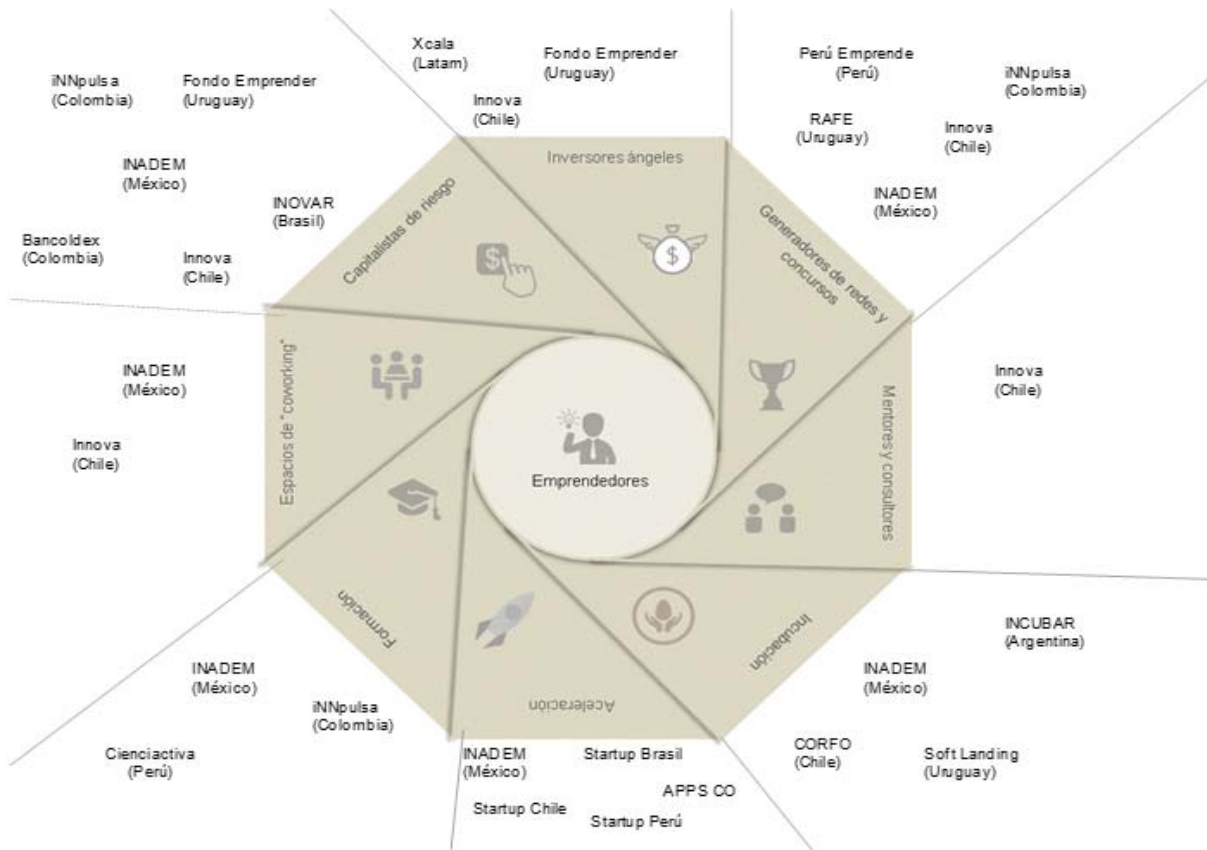 Xcala
(Latam)
Fondo Emprender
(Uruguay)
Innova
(Chile)
Inversores ángeles
Perú Emprende
(Perú)
iNNpulsa
(Colombia)
RAFE
(Uruguay)
Innova
(Chile)
INADEM
(México)
Generadores de redes y
concursos
Innova
(Chile)
Mentores y consultores
INCUBAR
(Argentina)
INADEM
(México)
CORFO
(Chile)
Soft Landing
(Uruguay)
Incubación
Aceleración
INADEM
(México)
Startup Brasil
APPS CO
Startup Chile
Startup Perú
Formación
INADEM
(México)
iNNpulsa
(Colombia)
Cienciactiva
(Perú)
Espacios de "coworking"
INADEM
(México)
Innova
(Chile)
Capitalistas de riesgo
iNNpulsa
(Colombia)
Fondo Emprender
(Uruguay)
INADEM
(México)
INOVAR
(Brasil)
Bancoldex
(Colombia)
Innova
(Chile)
$
$
Emprendedores